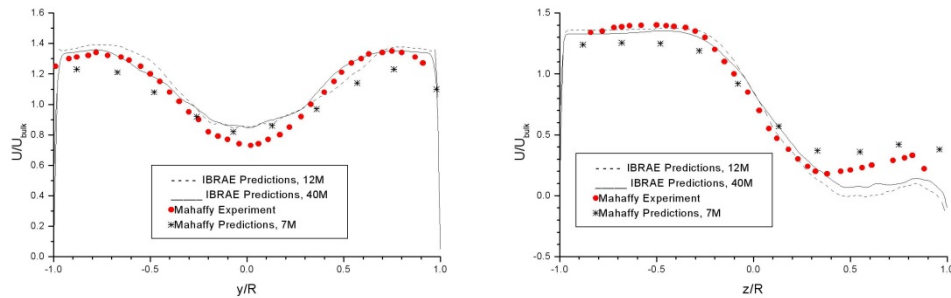 U/U_bulk
1.6
1.4
1.2
1.0
0.8
0.6
0.4
0.2
0.0
-1.0 -0.5 0.0 0.5 1.0
y/R
IBRAE Predictions, 12M
IBRAE Predictions, 40M
Mahaffy Experiment
Mahaffy Predictions, 7M
U/U_bulk
1.5
1.0
0.5
0.0
-0.5
-1.0 -0.5 0.0 0.5 1.0
z/R
IBRAE Predictions, 12M
IBRAE Predictions, 40M
Mahaffy Experiment
Mahaffy Predictions, 7M